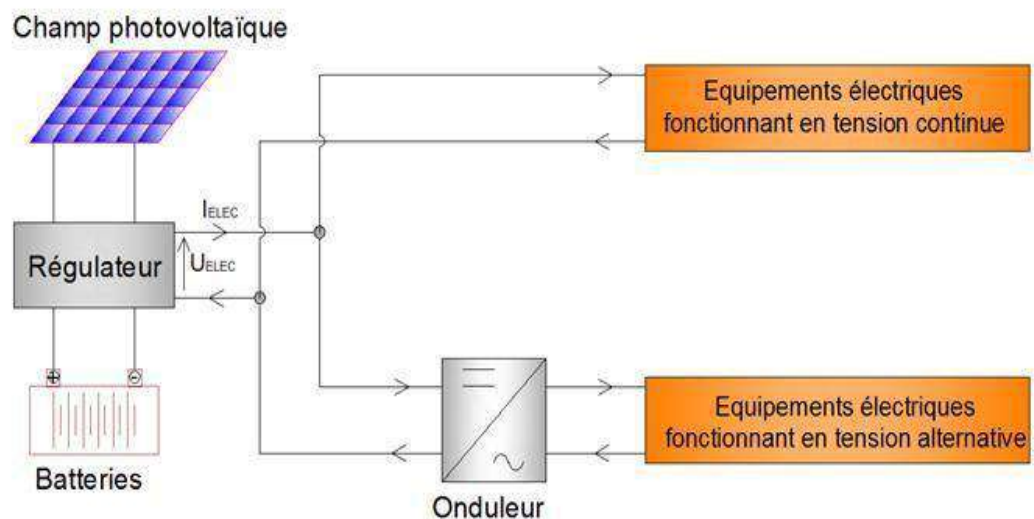 Champ photovoltaïque
Equipements électriques
fonctionnant en tension continue
IELEC
Régulateur
UELEC
+
-
Batteries
Onduleur
Equipements électriques
fonctionnant en tension alternative